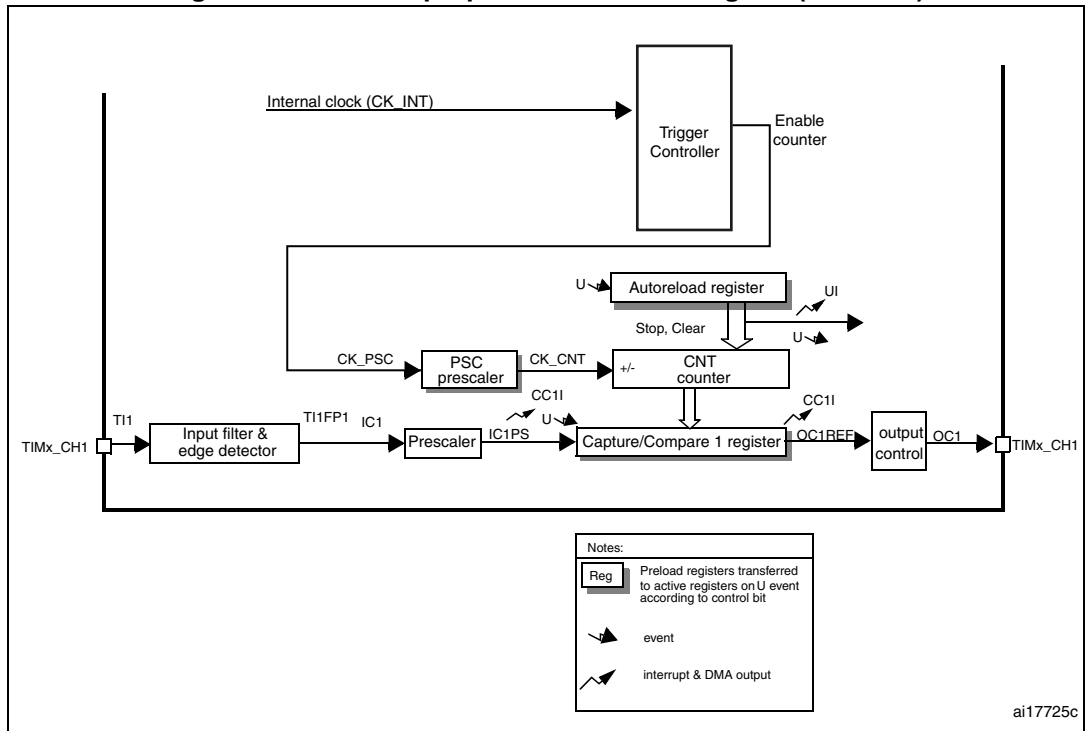 Internal clock (CK_INT)
Trigger
Controller
Enable
counter
U
Autoreload register
UI
Stop, Clear
U
CK_PSC
PSC
prescaler
CK_CNT
+/-
CNT
counter
CC1I
U
CC1I
TIMx_CH1
TI1
Input filter &
edge detector
TI1FP1
IC1
Prescaler
IC1PS
Capture/Compare 1 register
OC1REF
output
control
OC1
TIMx_CH1
Notes:
Reg
Preload registers transferred
to active registers on U event
according to control bit
event
interrupt & DMA output
ai17725c